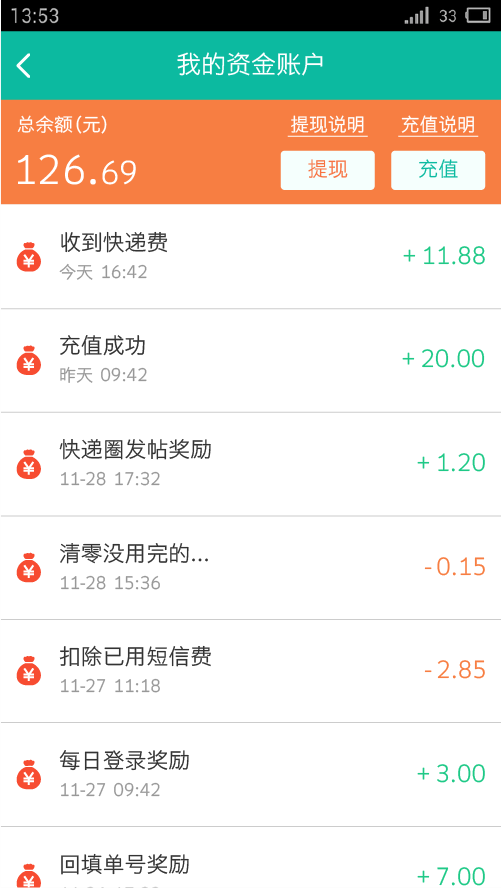 13:53 33
我的资金账户
总余额(元) 提现说明 充值说明
126.69 提现 充值
收到快递费
+ 11.88
今天 16:42
充值成功
+ 20.00
昨天 09:42
快递圈发帖奖励
+ 1.20
11-28 17:32
清零没用完的...
- 0.15
11-28 15:36
扣除已用短信费
- 2.85
11-27 11:18
每日登录奖励
+ 3.00
11-27 09:42
回填单号奖励
+ 7.00